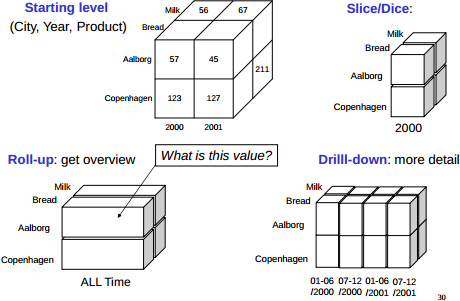 Starting level
(City, Year, Product)
Milk 56 67
Bread
Aalborg 57 45
211
Copenhagen 123 127
2000 2001
Slice/Dice:
Milk
Bread
Aalborg
Copenhagen
2000
Roll-up: get overview
What is this value?
Milk
Bread
Aalborg
Copenhagen
ALL Time
Drilll-down: more detail
Milk
Bread
Aalborg
Copenhagen
01-06 07-12 01-06 07-12
/2000 /2000 /2001 /2001
30